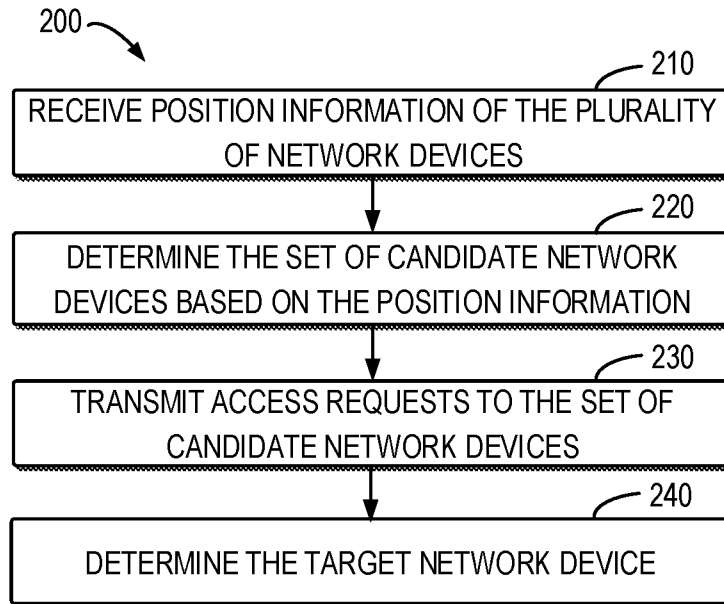 200
210
RECEIVE POSITION INFORMATION OF THE PLURALITY
OF NETWORK DEVICES
220
DETERMINE THE SET OF CANDIDATE NETWORK
DEVICES BASED ON THE POSITION INFORMATION
230
TRANSMIT ACCESS REQUESTS TO THE SET OF
CANDIDATE NETWORK DEVICES
240
DETERMINE THE TARGET NETWORK DEVICE